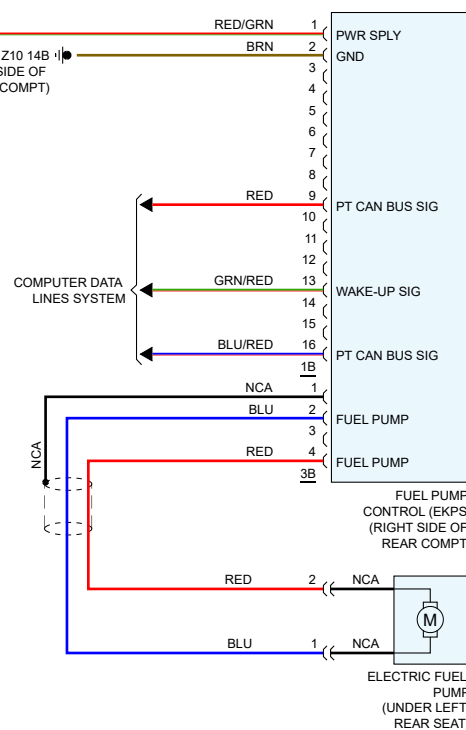 RED/GRN 1 PWR SPLY
BRN 2 GND
Z10 14B
SIDE OF
COMPT)
3
4
5
6
7
8
RED 9 PT CAN BUS SIG
10
11
12
COMPUTER DATA
LINES SYSTEM
GRN/RED 13 WAKE-UP SIG
14
15
BLU/RED 16 PT CAN BUS SIG
1B
NCA 1
BLU 2 FUEL PUMP
3
RED 4 FUEL PUMP
3B
NCA
FUEL PUMP
CONTROL (EKPS
(RIGHT SIDE OF
REAR COMPT
RED 2 NCA
M
BLU 1 NCA
ELECTRIC FUEL
PUMP
(UNDER LEFT
REAR SEAT